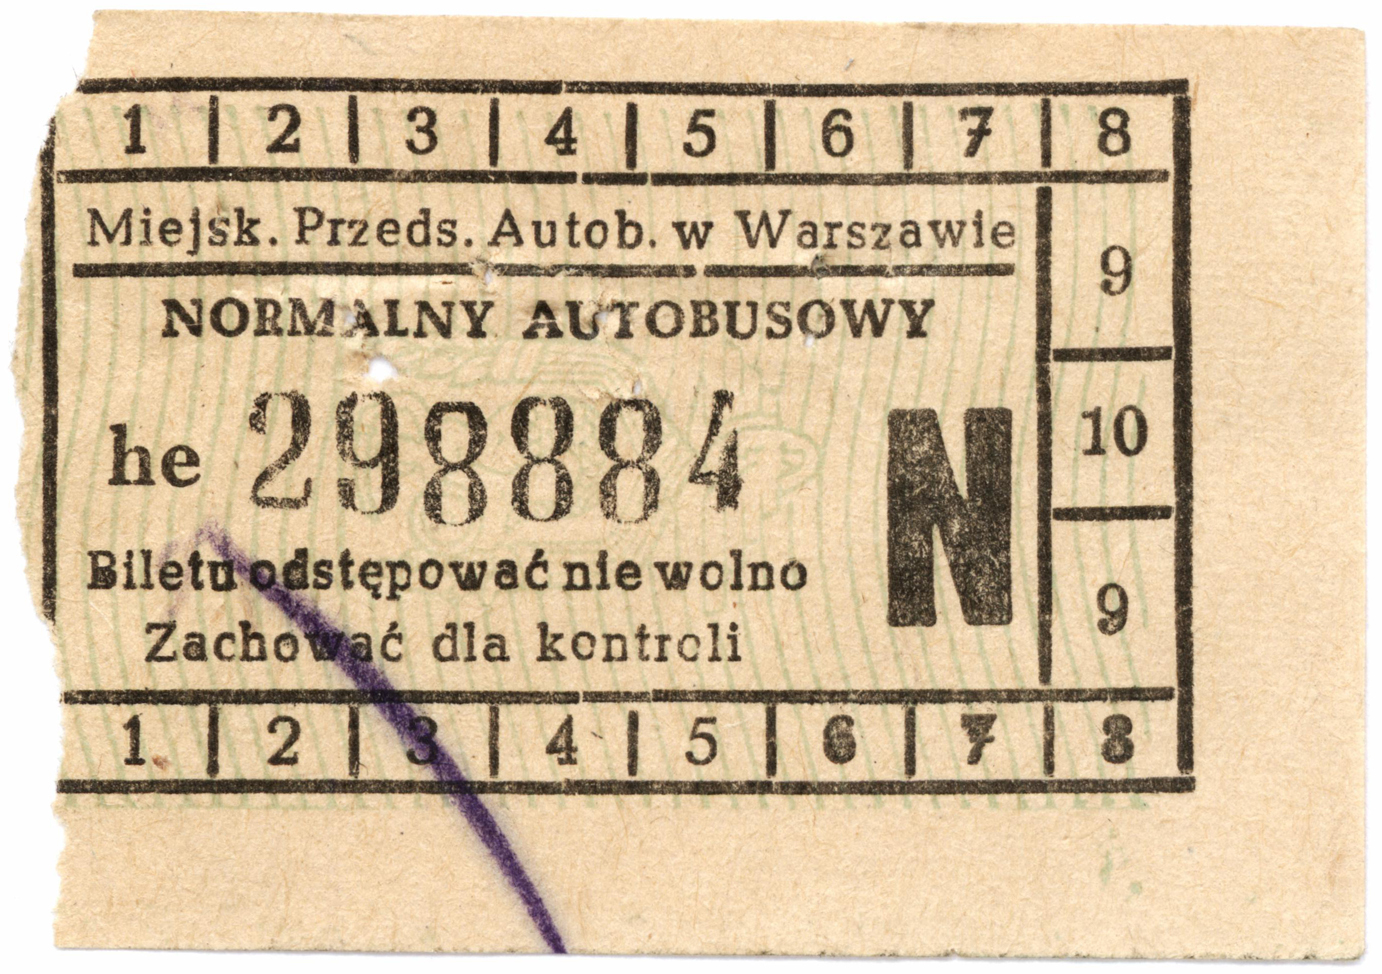 1 2 3 4 5 6 7 8
Miejsk. Przeds. Autob. w Warszawie
9
NORMALNY AUTOBUSOWY
he 298884
N
10
Biletu odstępować nie wolno
9
Zachować dla kontroli
1 2 3 4 5 6 7 8